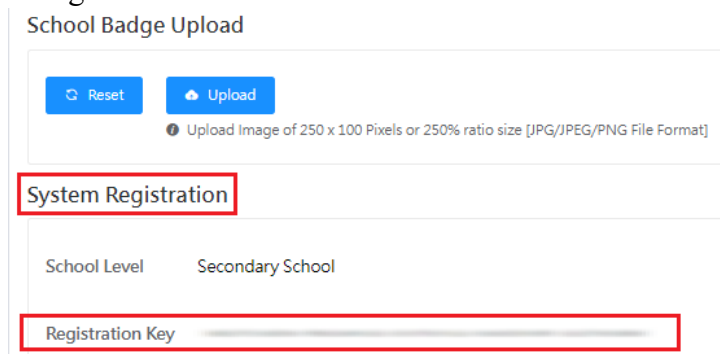 School Badge Upload
Reset Upload
Upload Image of 250 x 100 Pixels or 250% ratio size [JPG/JPEG/PNG File Format]
System Registration
School Level Secondary School
Registration Key